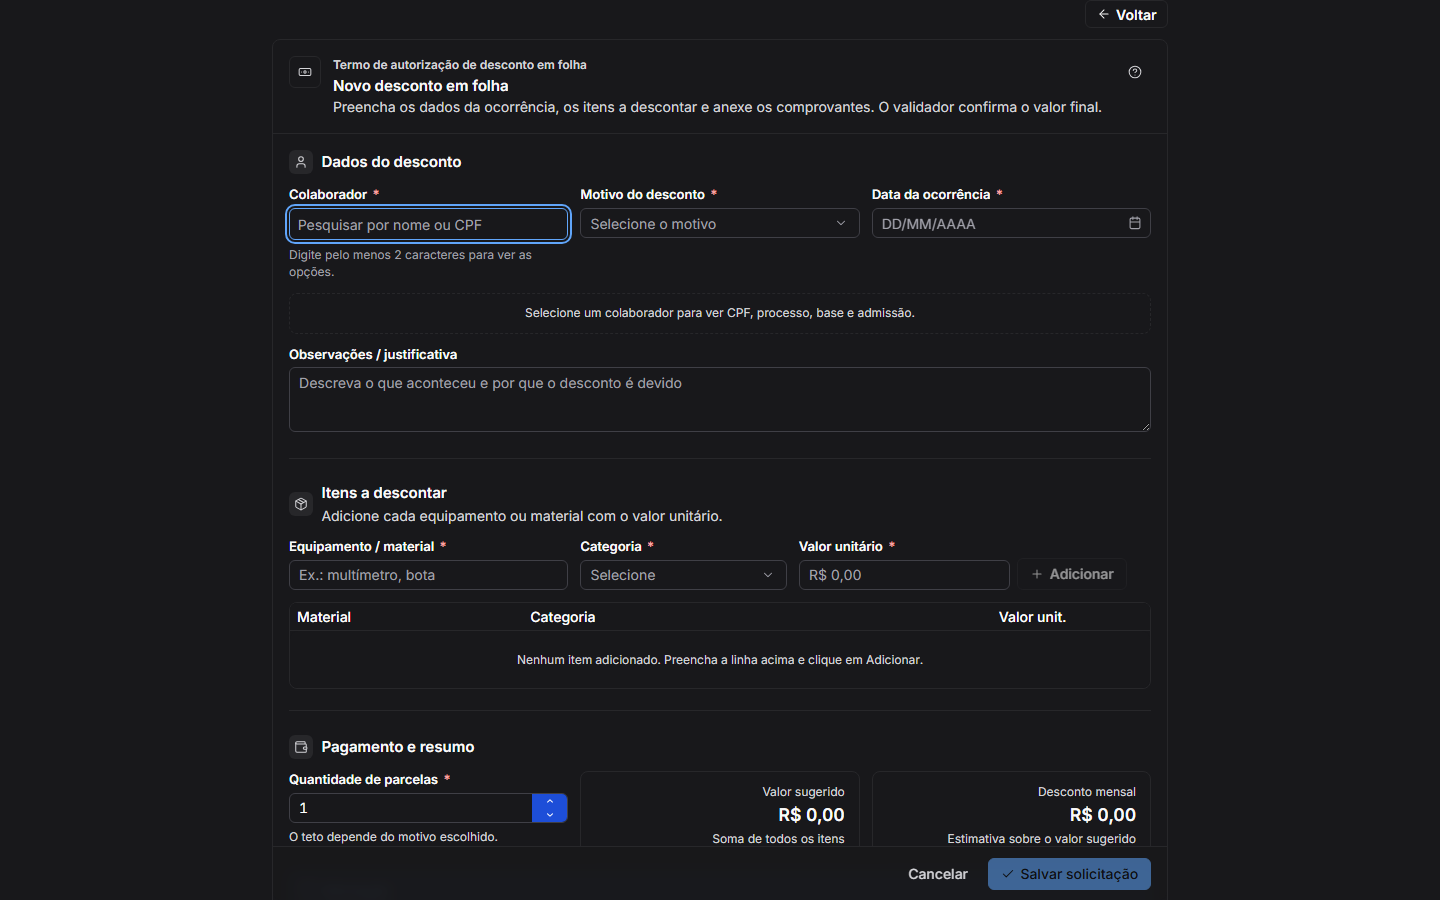 Voltar
Termo de autorização de desconto em folha
Novo desconto em folha
Preencha os dados da ocorrência, os itens a descontar e anexe os comprovantes. O validador confirma o valor final.
Dados do desconto
Colaborador *
Motivo do desconto *
Data da ocorrência *
Pesquisar por nome ou CPF
Selecione o motivo
DD/MM/AAAA
Digite pelo menos 2 caracteres para ver as
opções.
Selecione um colaborador para ver CPF, processo, base e admissão.
Observações / justificativa
Descreva o que aconteceu e por que o desconto é devido
Itens a descontar
Adicione cada equipamento ou material com o valor unitário.
Equipamento / material *
Categoria *
Valor unitário *
Ex.: multímetro, bota
Selecione
R$ 0,00
+ Adicionar
Material
Categoria
Valor unit.
Nenhum item adicionado. Preencha a linha acima e clique em Adicionar.
Pagamento e resumo
Quantidade de parcelas *
1
O teto depende do motivo escolhido.
Valor sugerido
R$ 0,00
Soma de todos os itens
Desconto mensal
R$ 0,00
Estimativa sobre o valor sugerido
Cancelar
Salvar solicitação